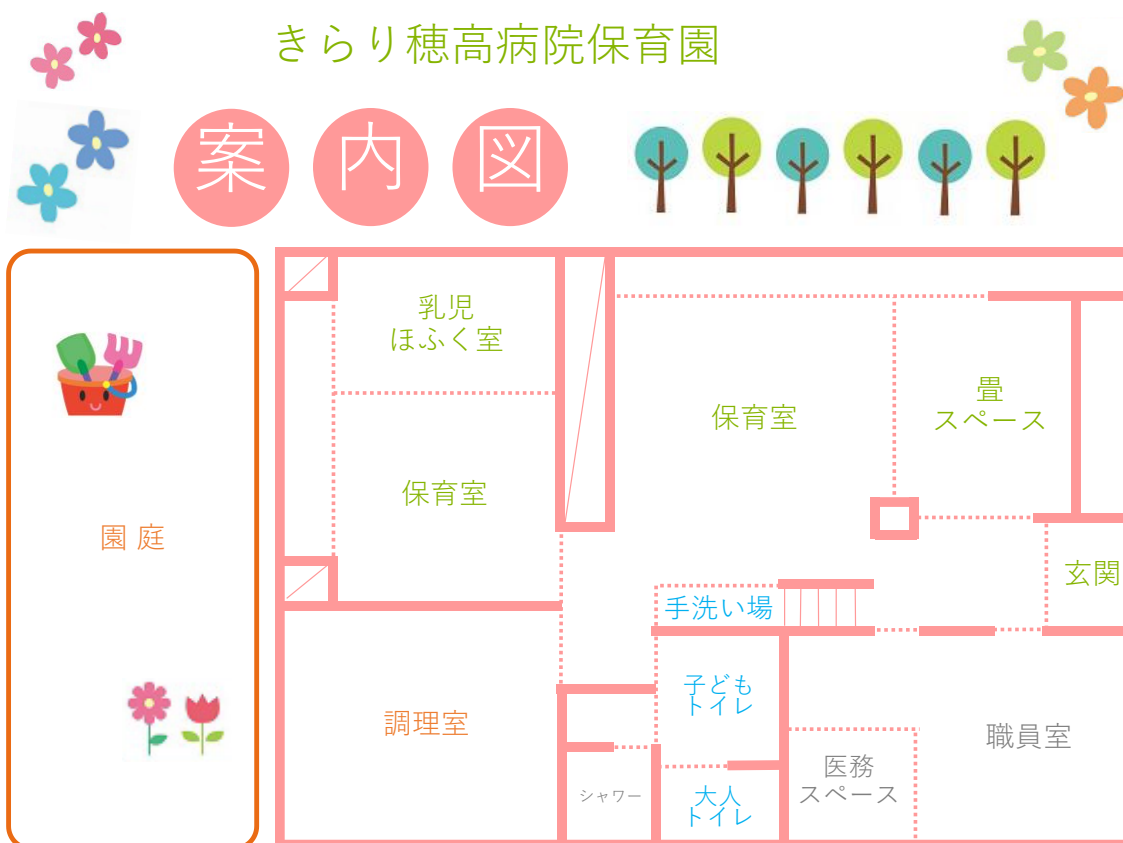 きらり穂高病院保育園
案内図
乳児
ほふく室
保育室
畳
スペース
保育室
園庭
玄関
手洗い場
子ども
トイレ
調理室
職員室
医務
スペース
シャワー
大人
トイレ